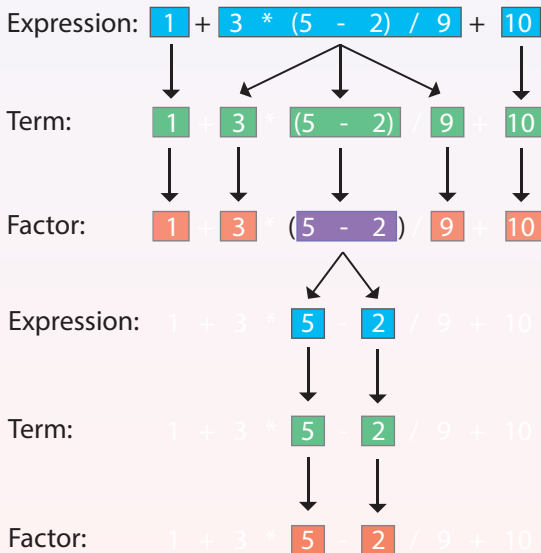 Expression: 1 + 3 * (5 - 2) / 9 + 10
Term: 1 + 3 * (5 - 2) / 9 + 10
Factor: 1 + 3 * (5 - 2) / 9 + 10
Expression: 1 + 3 * 5 - 2 / 9 + 10
Term: 1 + 3 * 5 - 2 / 9 + 10
Factor: 1 + 3 * 5 - 2 / 9 + 10